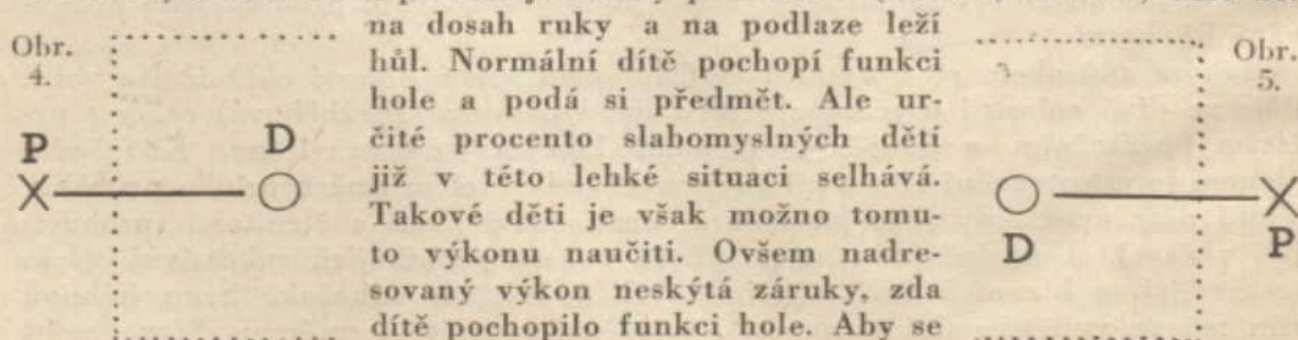 Obr.
4.
P
D
na dosah ruky a na podlaze leží
hůl. Normální dítě pochopí funkci
hole a podá si předmět. Ale ur-
čité procento slabomyslných dětí
již v této lehké situaci selhává.
Takové děti je však možno tomu-
to výkonu naučiti. Ovšem nadre-
sovaný výkon neskýtá záruky, zda
dítě pochopilo funkci hole. Aby se
Obr.
5.
D
P